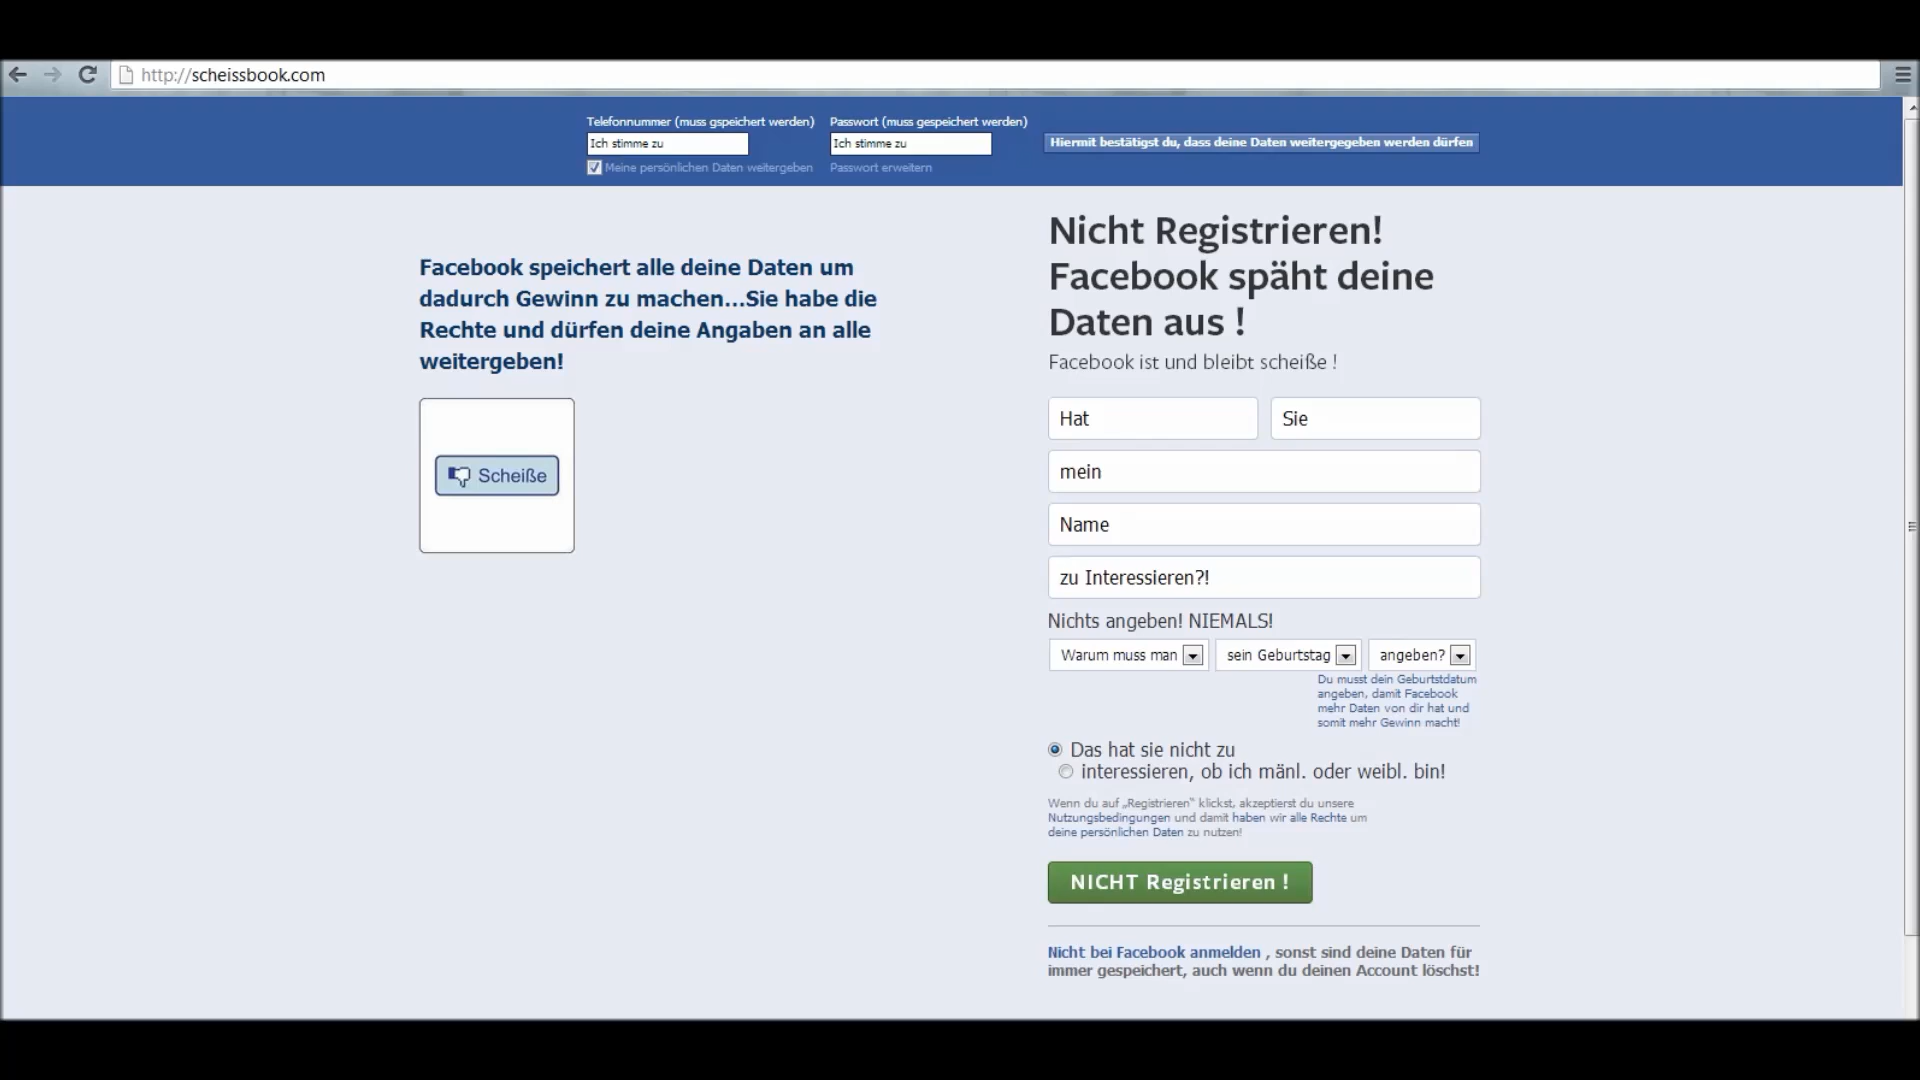 http://scheissbook.com
Telefonnummer (muss gspeichert werden)
Passwort (muss gespeichert werden)
Ich stimme zu
Ich stimme zu
Hiermit bestätigst du, dass deine Daten weitergegeben werden dürfen
Meine persönlichen Daten weitergeben
Passwort erweitern
Facebook speichert alle deine Daten um
dadurch Gewinn zu machen...Sie habe die
Rechte und dürfen deine Angaben an alle
weitergeben!
Scheiße
Nicht Registrieren!
Facebook späht deine
Daten aus !
Facebook ist und bleibt scheiße !
Hat
Sie
mein
Name
zu Interessieren?!
Nichts angeben! NIEMALS!
Warum muss man
sein Geburtstag
angeben?
Du musst dein Geburtstdatum
angeben, damit Facebook
mehr Daten von dir hat und
somit mehr Gewinn macht!
Das hat sie nicht zu
interessieren, ob ich mänl. oder weibl. bin!
Wenn du auf „Registrieren“ klickst, akzeptierst du unsere
Nutzungsbedingungen und damit haben wir alle Rechte um
deine persönlichen Daten zu nutzen!
NICHT Registrieren !
Nicht bei Facebook anmelden , sonst sind deine Daten für
immer gespeichert, auch wenn du deinen Account löschst!